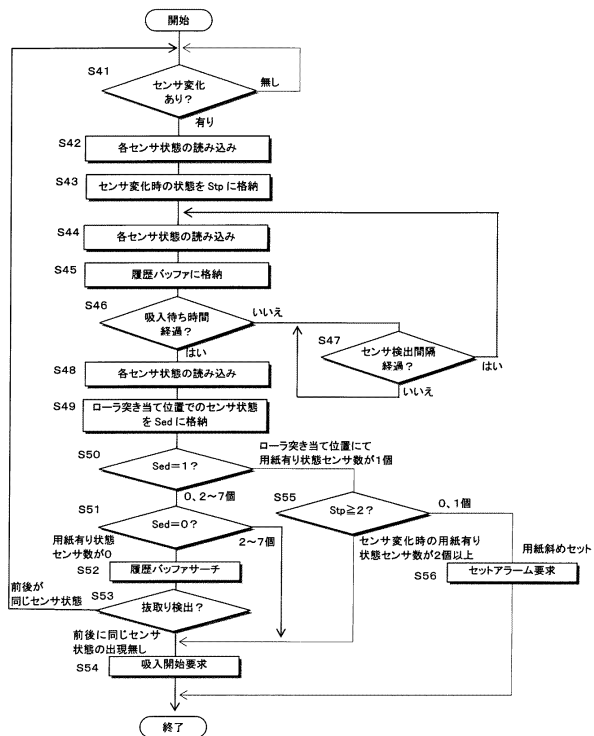 開始
S41
センサ変化
あり？
無し
有り
S42
各センサ状態の読み込み
S43
センサ変化時の状態を Stp に格納
S44
各センサ状態の読み込み
S45
履歴バッファに格納
S46
吸入待ち時間
経過？
いいえ
はい
S47
センサ検出間隔
経過？
はい
いいえ
S48
各センサ状態の読み込み
S49
ローラ突き当て位置でのセンサ状態
を Sed に格納
S50
Sed＝1？
ローラ突き当て位置にて
用紙有り状態センサ数が1個
0、2～7個
S55
Stp≧2？
0、1個
S51
Sed＝0？
用紙有り状態
センサ数が0
2～7個
センサ変化時の用紙有り
状態センサ数が2個以上
用紙斜めセット
S56
セットアラーム要求
S52
履歴バッファサーチ
S53
抜取り検出？
前後が
同じセンサ状態
前後に同じセンサ
状態の出現無し
S54
吸入開始要求
終了